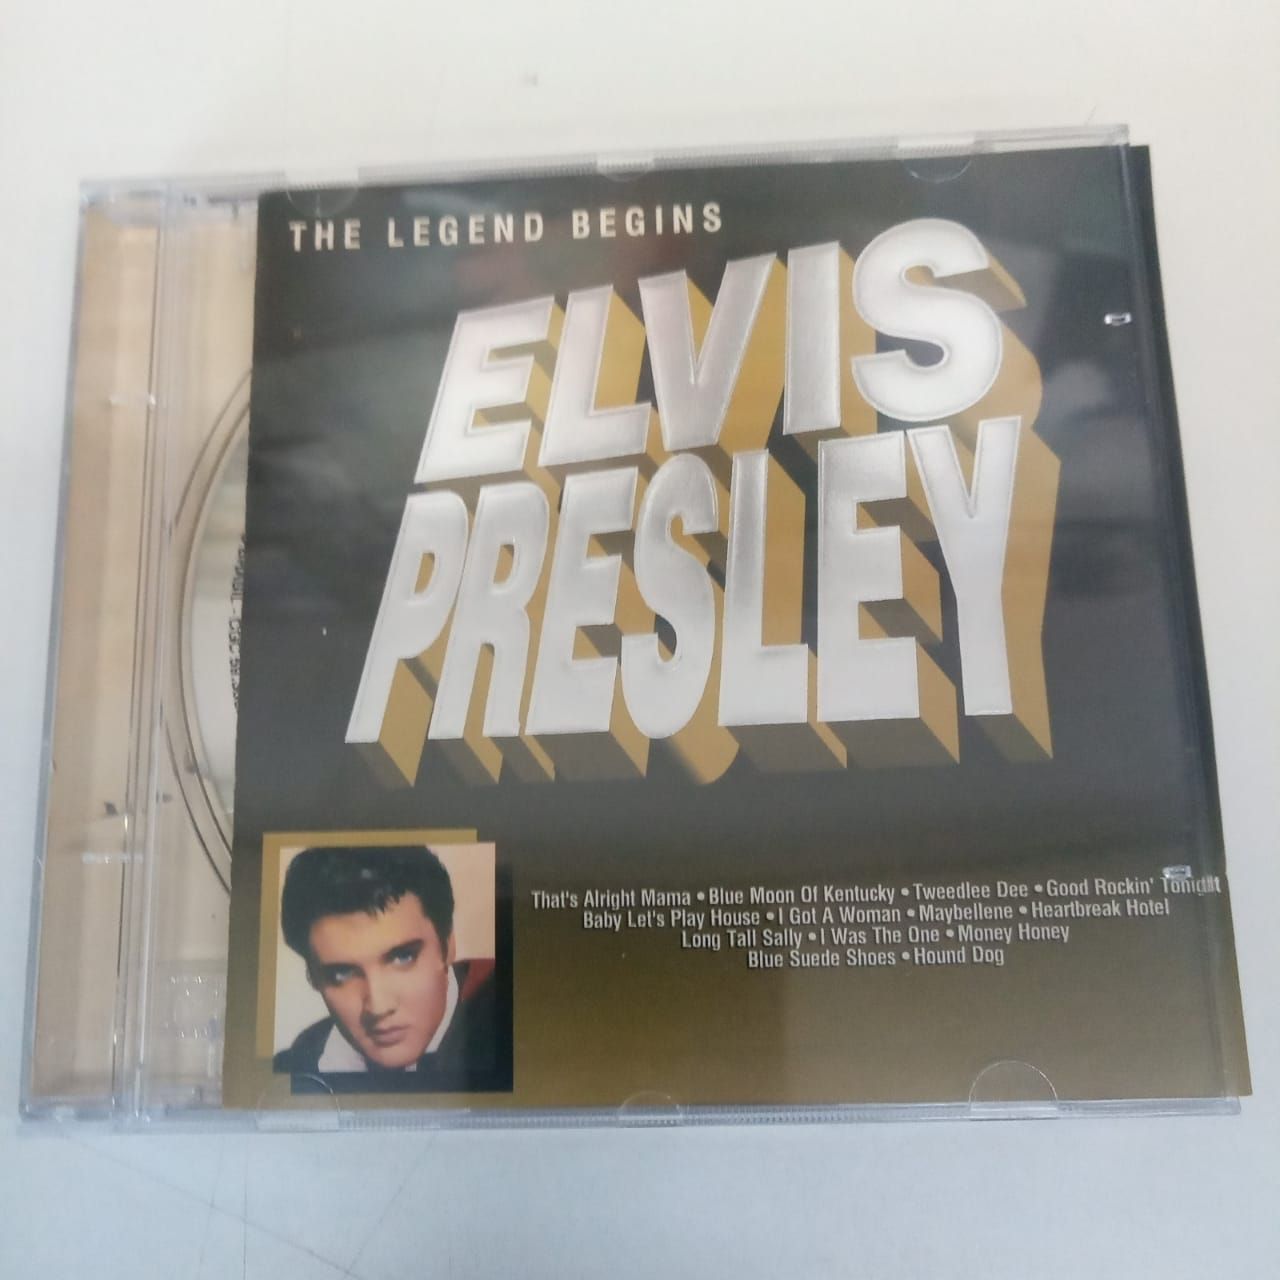 THE LEGEND BEGINS
ELVIS
PRESLEY
That's Alright Mama • Blue Moon Of Kentucky • Tweedlee Dee • Good Rockin' Tonight
Baby Let's Play House • I Got A Woman • Maybellene • Heartbreak Hotel
Long Tall Sally • I Was The One • Money Honey
Blue Suede Shoes • Hound Dog